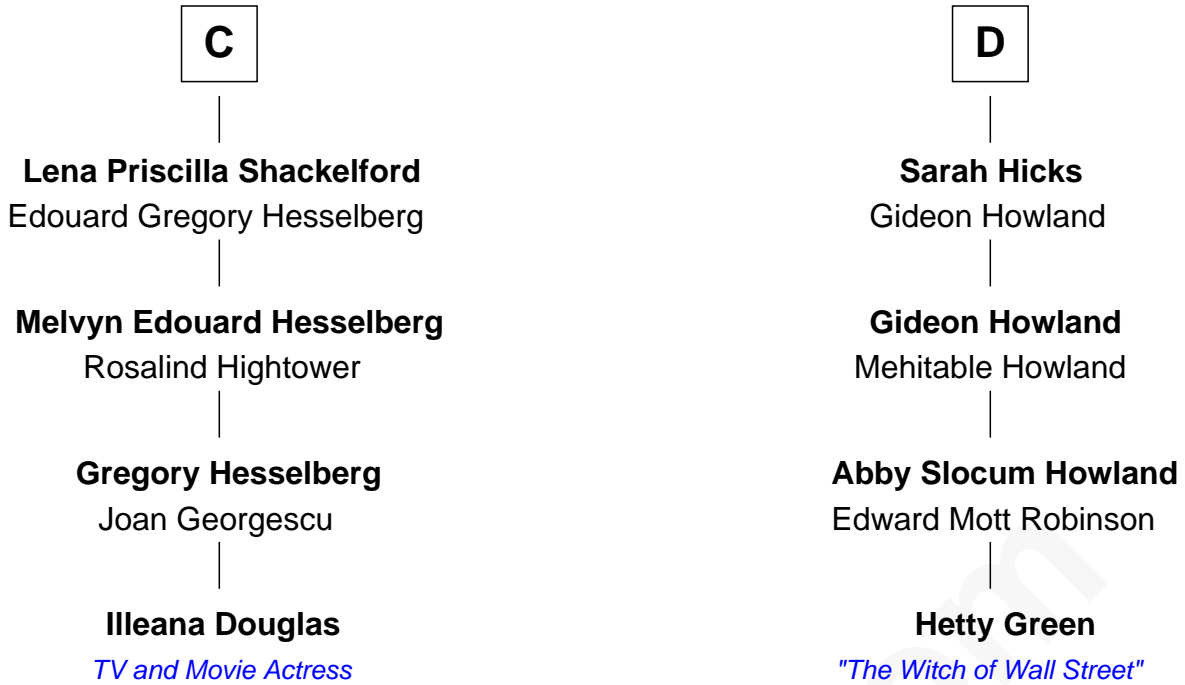 C
Lena Priscilla Shackelford
Edouard Gregory Hesselberg
Melvyn Edouard Hesselberg
Rosalind Hightower
Gregory Hesselberg
Joan Georgescu
Illeana Douglas
TV and Movie Actress
D
Sarah Hicks
Gideon Howland
Gideon Howland
Mehitable Howland
Abby Slocum Howland
Edward Mott Robinson
Hetty Green
"The Witch of Wall Street"